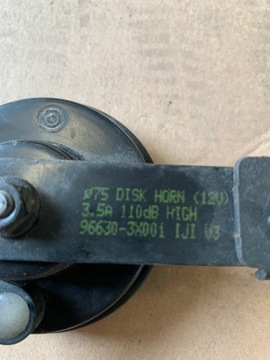 Ø75 DISK HORN (12V)
3.5A 110dB HIGH
96630-3X001 IJI V3